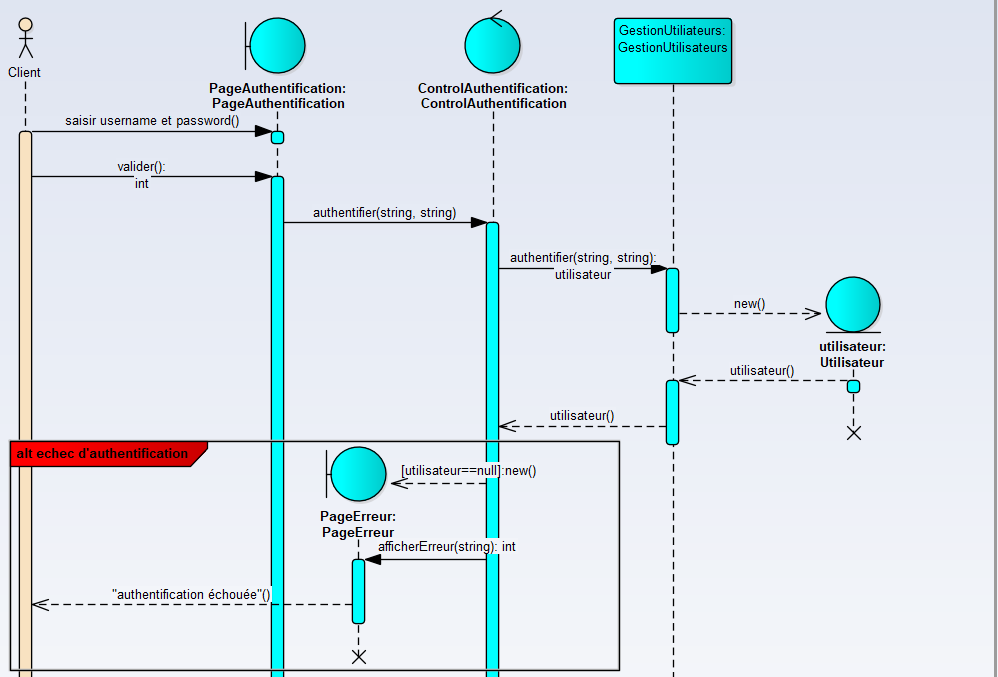 Client
PageAuthentification:
PageAuthentification
ControlAuthentification:
ControlAuthentification
GestionUtiliateurs:
GestionUtilisateurs
saisir username et password()
valider():
int
authentifier(string, string)
authentifier(string, string):
utilisateur
new()
utilisateur:
Utilisateur
utilisateur()
utilisateur()
alt echec d'authentification
[utilisateur==null]:new()
PageErreur:
PageErreur
afficherErreur(string): int
"authentification échouée"()